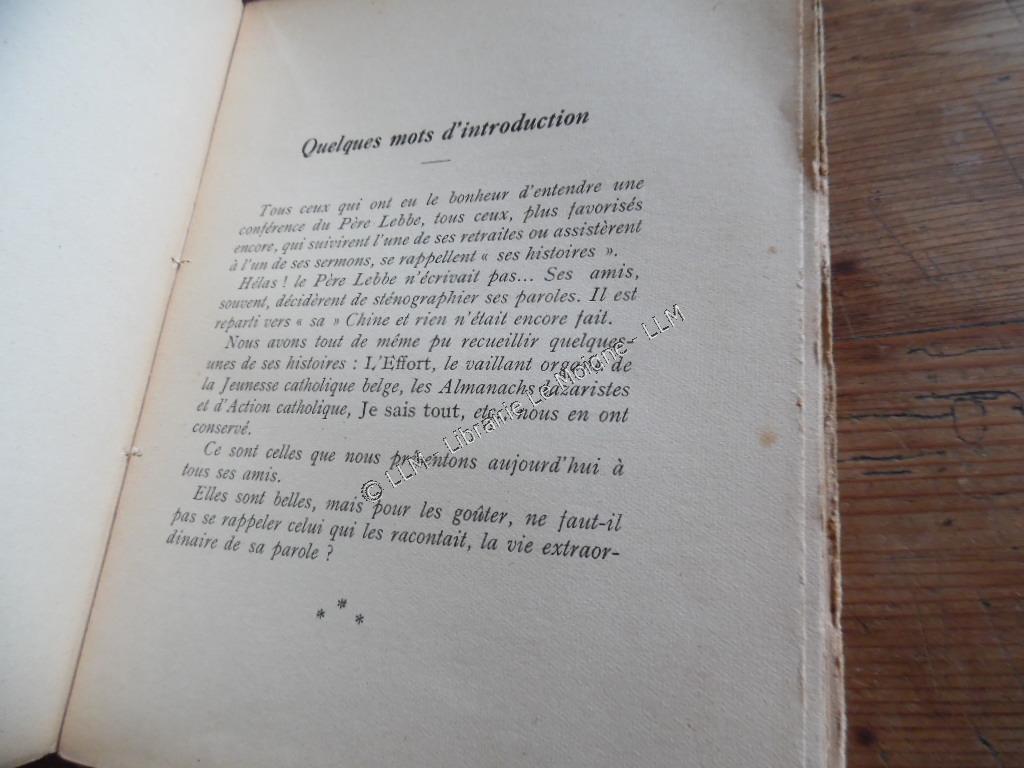 Quelques mots d'introduction
Tous ceux qui ont eu le bonheur d'entendre une
conférence du Père Lebbe, tous ceux, plus favorisés
encore, qui suivirent l'une de ses retraites ou assistèrent
à l'un de ses sermons, se rappellent « ses histoires ».
Hélas ! le Père Lebbe n'écrivait pas... Ses amis,
souvent, décidèrent de sténographier ses paroles. Il est
reparti vers « sa » Chine et rien n'était encore fait.
Nous avons tout de même pu recueillir quelques-
unes de ses histoires : L'Effort, le vaillant organe de
la Jeunesse catholique belge, les Almanachs lazaristes
et d'Action catholique, Je sais tout, etc., nous en ont
conservé.
Ce sont celles que nous présentons aujourd'hui à
tous ses amis.
Elles sont belles, mais pour les goûter, ne faut-il
pas se rappeler celui qui les racontait, la vie extraor-
dinaire de sa parole ?
* * *
© LLM - Librairie Le Moigne - LLM